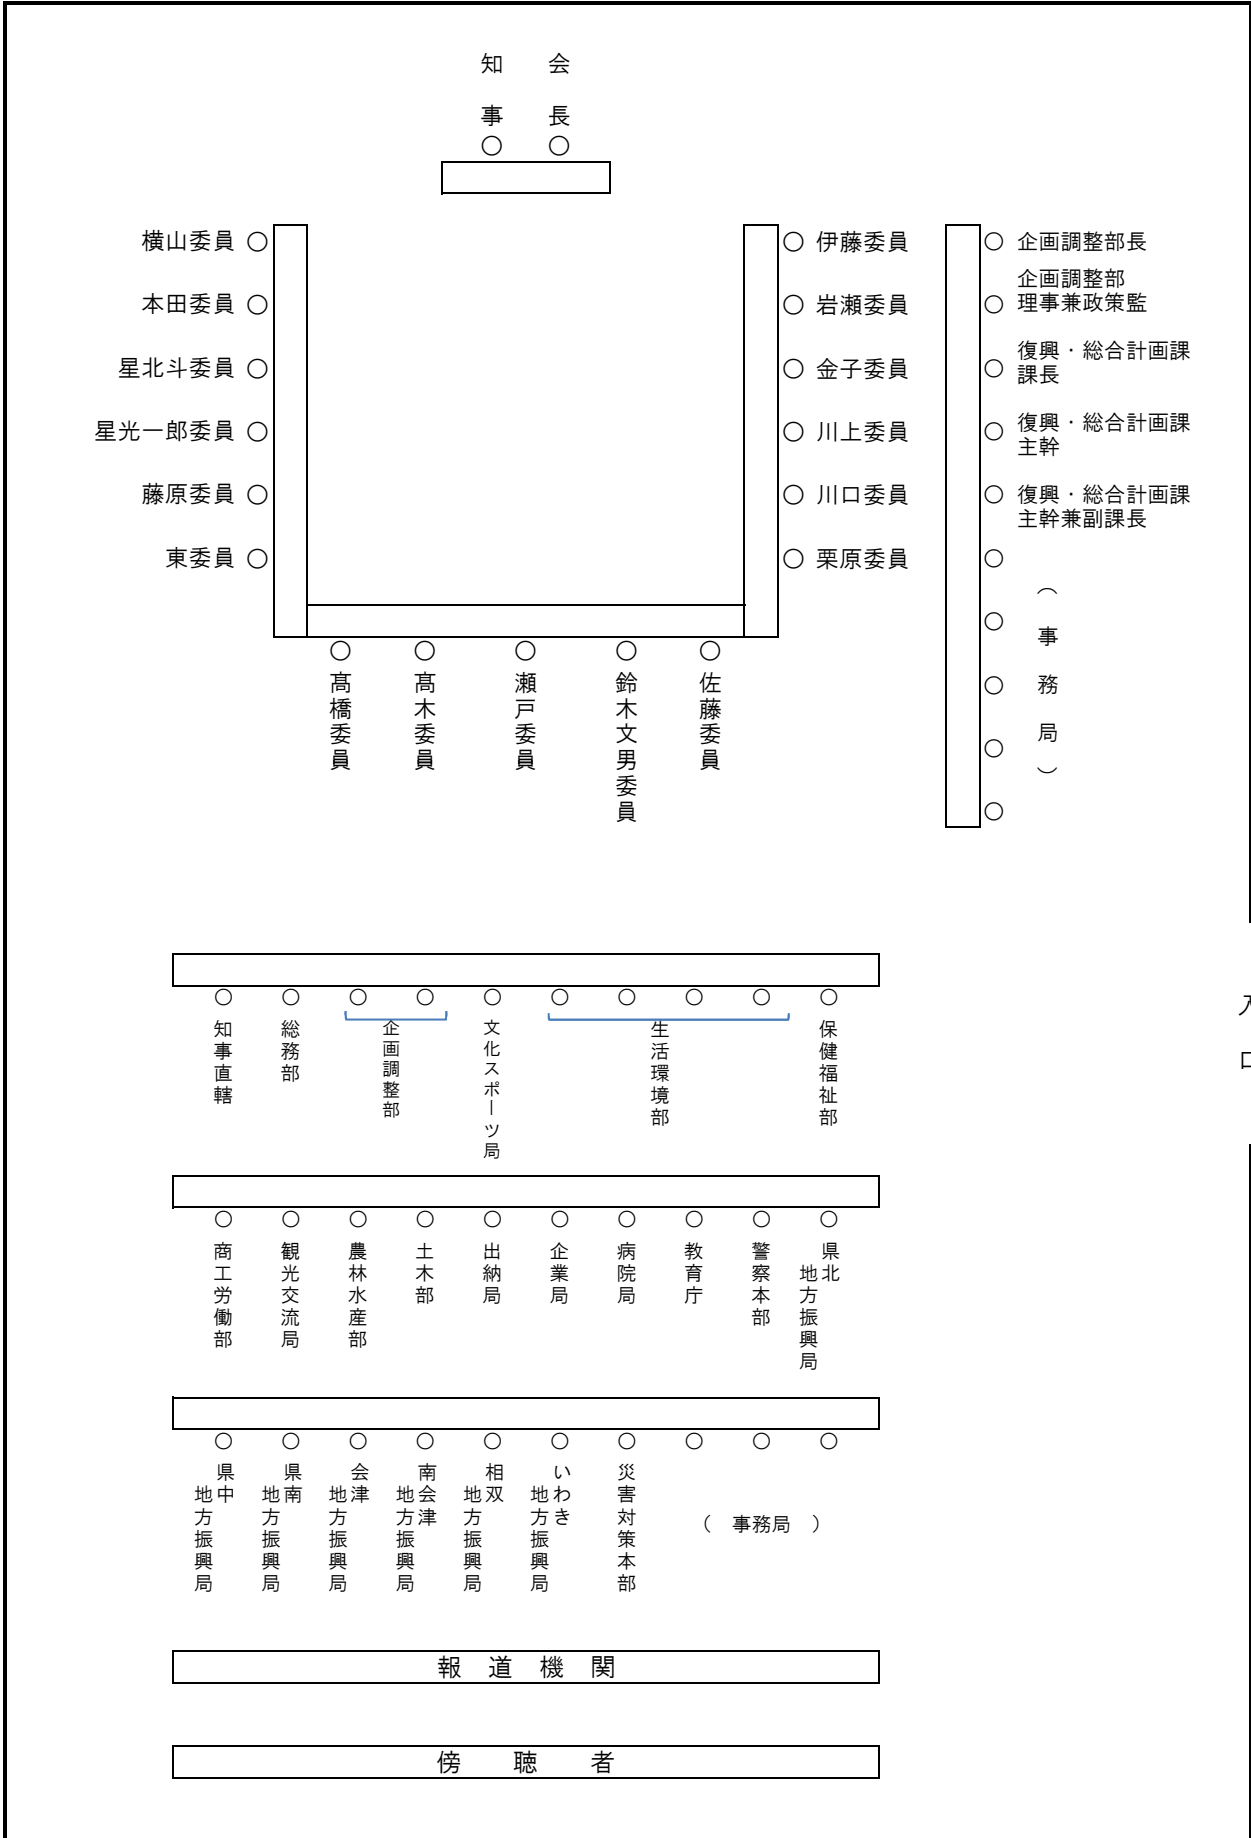 知事
会長
横山委員
本田委員
星北斗委員
星光一郎委員
藤原委員
東委員
伊藤委員
岩瀬委員
金子委員
川上委員
川口委員
栗原委員
企画調整部長
企画調整部
理事兼政策監
復興・総合計画課
課長
復興・総合計画課
主幹
復興・総合計画課
主幹兼副課長
（事務局）
髙橋委員
髙木委員
瀬戸委員
鈴木文男委員
佐藤委員
知事直轄
総務部
企画調整部
文化スポーツ局
生活環境部
保健福祉部
入口
商工労働部
観光交流局
農林水産部
土木部
出納局
企業局
病院局
教育庁
警察本部
県北
地方振興局
県中
地方振興局
県南
地方振興局
会津
地方振興局
南会津
地方振興局
相双
地方振興局
いわき
地方振興局
災害対策本部
（　事務局　）
報　道　機　関
傍　聴　者